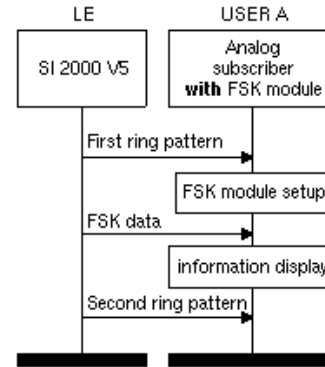 LE
USER A
SI 2000 V5
Analog
subscriber
with FSK module
First ring pattern
FSK module setup
FSK data
information display
Second ring pattern